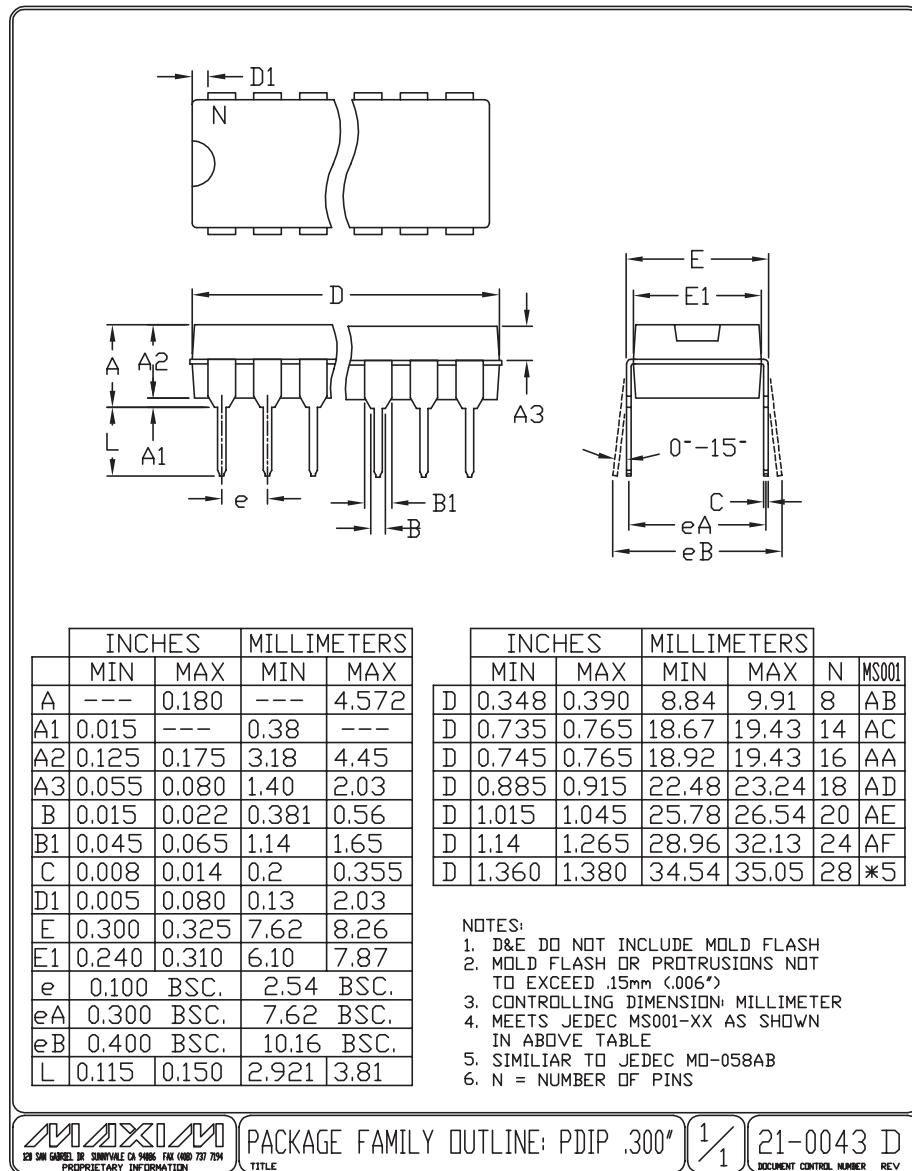 D1
N
D
E
E1
A
A2
A3
L
A1
0°-15°
e
B1
B
C
eA
eB
INCHES MILLIMETERS
MIN MAX MIN MAX
A --- 0.180 --- 4.572
A1 0.015 --- 0.38 ---
A2 0.125 0.175 3.18 4.45
A3 0.055 0.080 1.40 2.03
B 0.015 0.022 0.381 0.56
B1 0.045 0.065 1.14 1.65
C 0.008 0.014 0.2 0.355
D1 0.005 0.080 0.13 2.03
E 0.300 0.325 7.62 8.26
E1 0.240 0.310 6.10 7.87
e 0.100 BSC. 2.54 BSC.
eA 0.300 BSC. 7.62 BSC.
eB 0.400 BSC. 10.16 BSC.
L 0.115 0.150 2.921 3.81
INCHES MILLIMETERS
MIN MAX MIN MAX N MS001
D 0.348 0.390 8.84 9.91 8 AB
D 0.735 0.765 18.67 19.43 14 AC
D 0.745 0.765 18.92 19.43 16 AA
D 0.885 0.915 22.48 23.24 18 AD
D 1.015 1.045 25.78 26.54 20 AE
D 1.14 1.265 28.96 32.13 24 AF
D 1.360 1.380 34.54 35.05 28 *5
NOTES:
1. D&E DO NOT INCLUDE MOLD FLASH
2. MOLD FLASH OR PROTRUSIONS NOT
TO EXCEED .15mm (.006")
3. CONTROLLING DIMENSION: MILLIMETER
4. MEETS JEDEC MS001-XX AS SHOWN
IN ABOVE TABLE
5. SIMILIAR TO JEDEC MO-058AB
6. N = NUMBER OF PINS
MAXIM
120 SAN GABRIEL DR SUNNYVALE CA 94086 FAX (408) 737 7194
PROPRIETARY INFORMATION
PACKAGE FAMILY OUTLINE: PDIP .300"
TITLE
1/1
21-0043 D
DOCUMENT CONTROL NUMBER REV